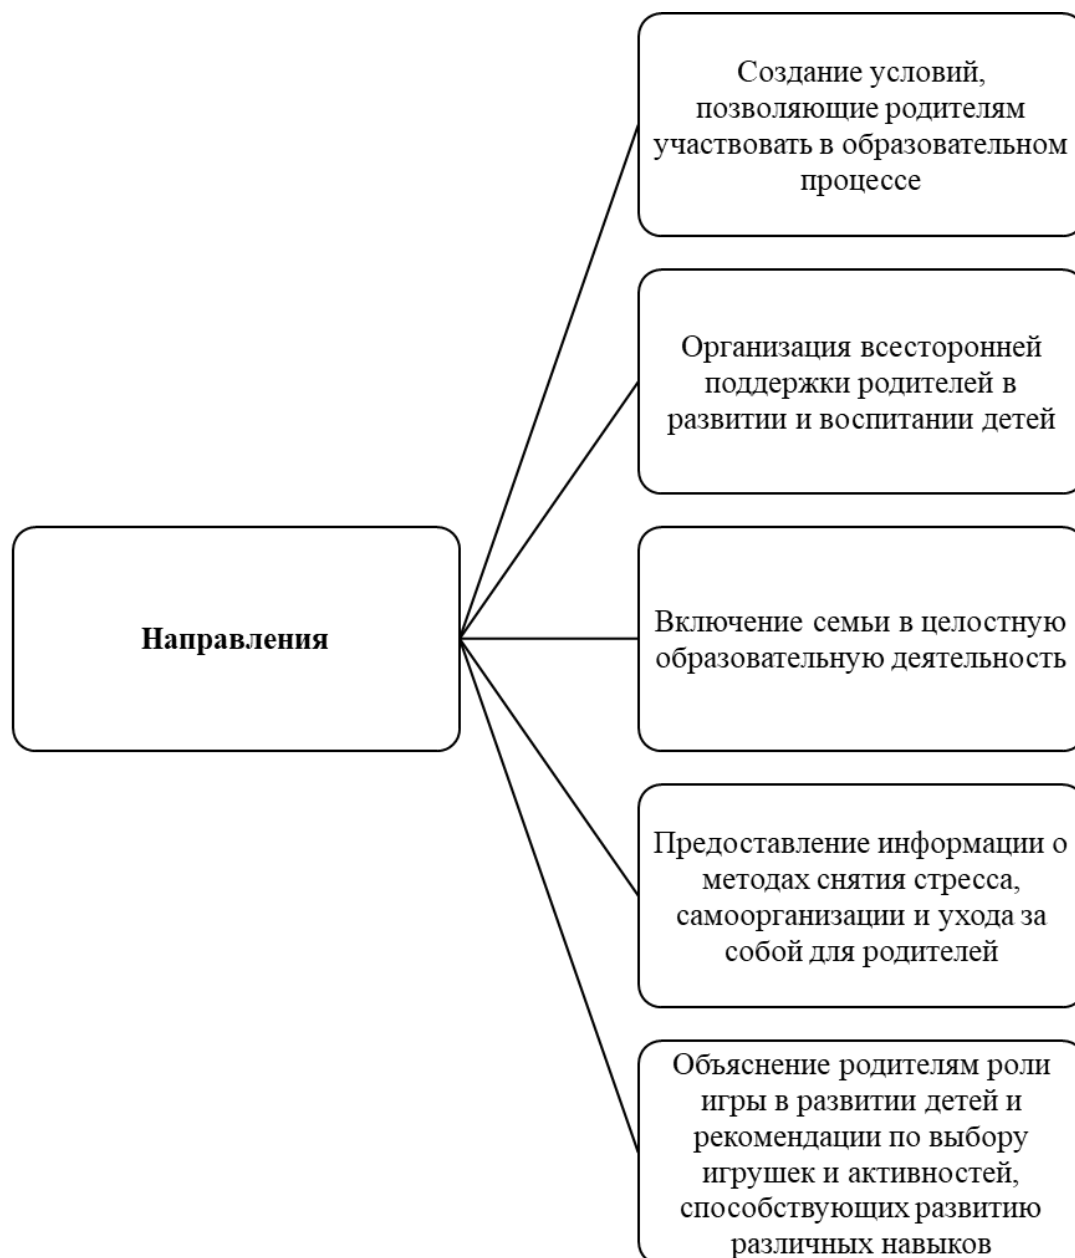 Создание условий,
позволяющие родителям
участвовать в образовательном
процессе
Организация всесторонней
поддержки родителей в
развитии и воспитании детей
Направления
Включение семьи в целостную
образовательную деятельность
Предоставление информации о
методах снятия стресса,
самоорганизации и ухода за
собой для родителей
Объяснение родителям роли
игры в развитии детей и
рекомендации по выбору
игрушек и активностей,
способствующих развитию
различных навыков